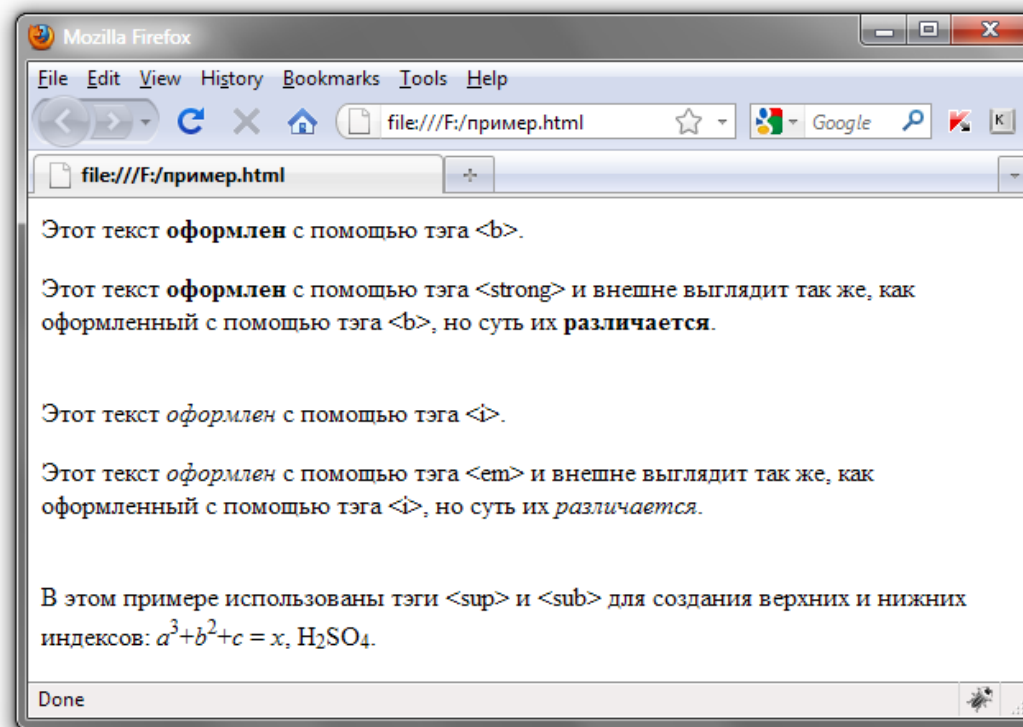 Mozilla Firefox
File Edit View History Bookmarks Tools Help
file:///F:/пример.html Google K
file:///F:/пример.html
Этот текст оформлен с помощью тэга <b>.
Этот текст оформлен с помощью тэга <strong> и внешне выглядит так же, как
оформленный с помощью тэга <b>, но суть их различается.
Этот текст оформлен с помощью тэга <i>.
Этот текст оформлен с помощью тэга <em> и внешне выглядит так же, как
оформленный с помощью тэга <i>, но суть их различается.
В этом примере использованы тэги <sup> и <sub> для создания верхних и нижних
индексов: a³+b²+c = x, H₂SO₄.
Done